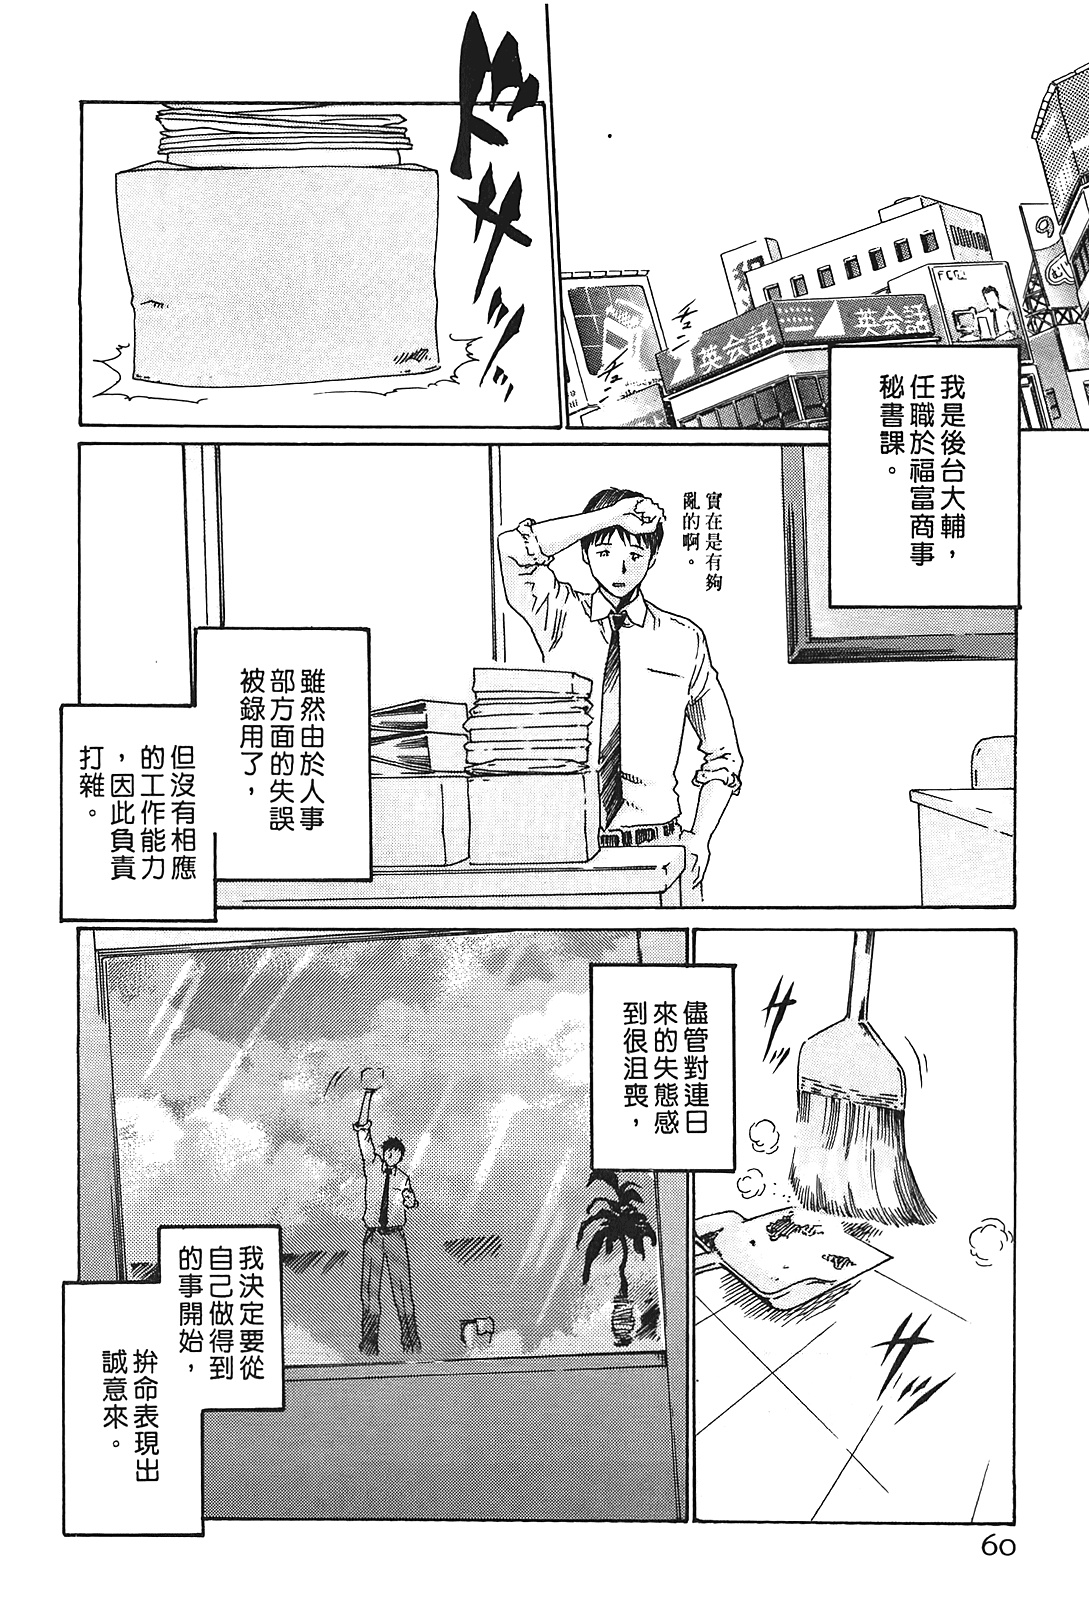 英会話
英会話
9
我是後台大輔，
任職於福富商事
秘書課。
ドサッ
實在是有夠
亂的啊。
雖然由於人事
部方面的失誤
被錄用了，
但沒有相應
的工作能力
，因此負責
打雜。
儘管對連日
來的失態感
到很沮喪，
我決定要從
自己做得到
的事開始，
拚命表現出
誠意來。
60